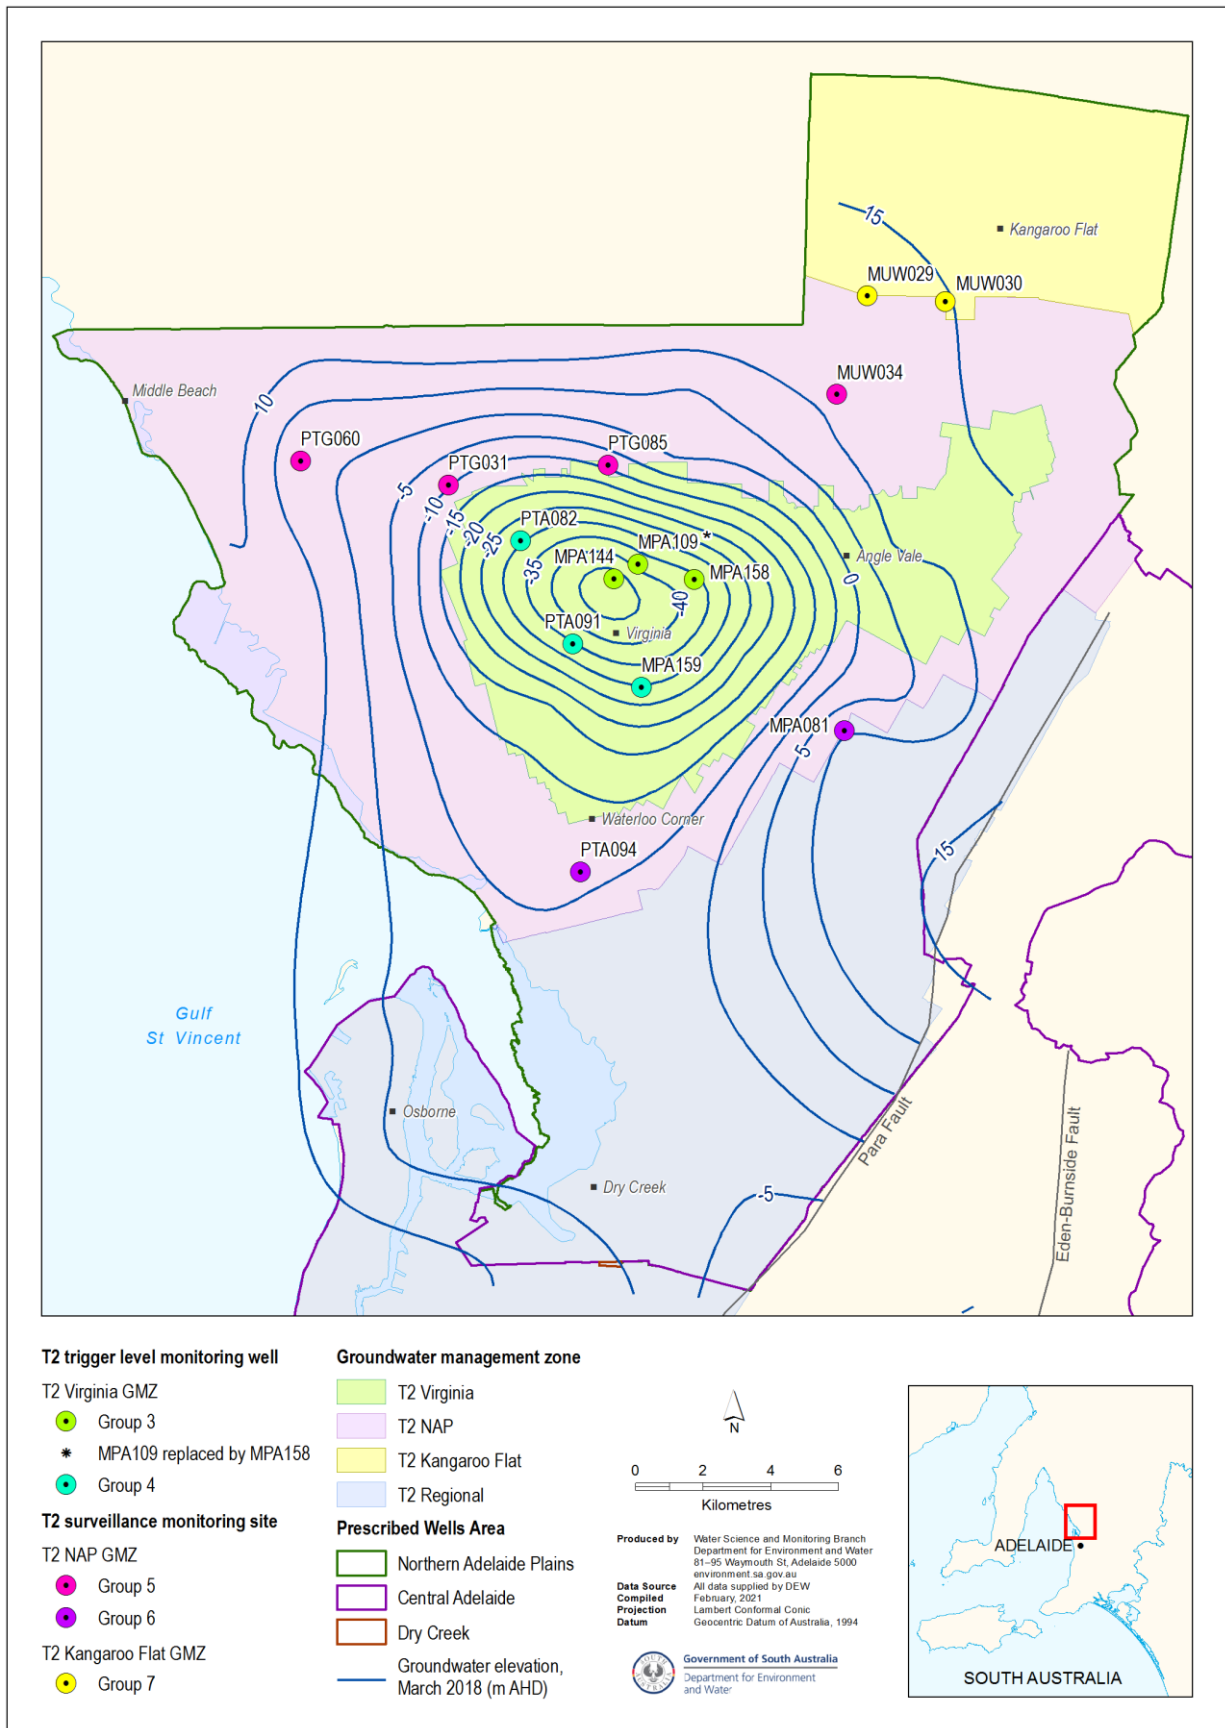 15
Kangaroo Flat
MUW029
MUW030
MUW034
Middle Beach
10
PTG060
PTG085
PTG031
-5
-10
-15
-20
-25
-35
PTA082
MPA109 *
MPA144
MPA158
-40
Angle Vale
0
PTA091
Virginia
MPA159
MPA081
5
Waterloo Corner
PTA094
15
Gulf
St Vincent
Osborne
Dry Creek
-5
Para Fault
Eden-Burnside Fault
T2 trigger level monitoring well
T2 Virginia GMZ
Group 3
* MPA109 replaced by MPA158
Group 4
T2 surveillance monitoring site
T2 NAP GMZ
Group 5
Group 6
T2 Kangaroo Flat GMZ
Group 7
Groundwater management zone
T2 Virginia
T2 NAP
T2 Kangaroo Flat
T2 Regional
Prescribed Wells Area
Northern Adelaide Plains
Central Adelaide
Dry Creek
Groundwater elevation,
March 2018 (m AHD)
N
0 2 4 6
Kilometres
Produced by Water Science and Monitoring Branch
Department for Environment and Water
81–95 Waymouth St, Adelaide 5000
environment.sa.gov.au
Data Source All data supplied by DEW
Compiled February, 2021
Projection Lambert Conformal Conic
Datum Geocentric Datum of Australia, 1994
Government of South Australia
Department for Environment
and Water
ADELAIDE
SOUTH AUSTRALIA